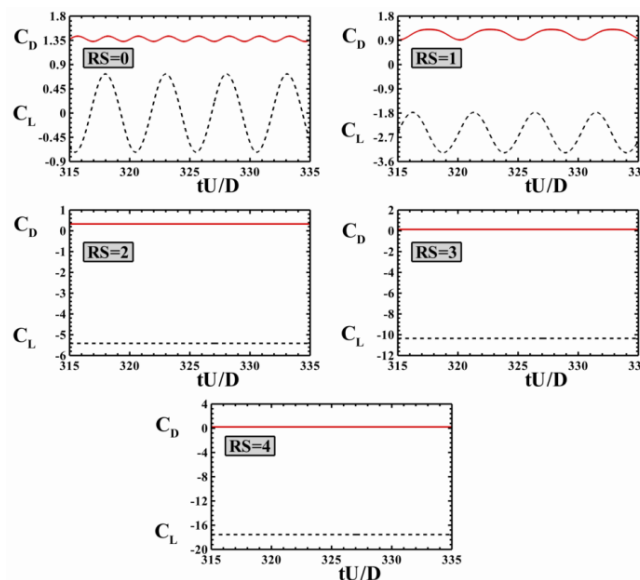 1.8
C_D 1.35
RS=0
0.9
0.45
0
C_L -0.45
-0.9
315 320 325 330 335
tU/D
1.8
C_D 0.9
RS=1
0
-0.9
-1.8
C_L -2.7
-3.6
315 320 325 330 335
tU/D
1
C_D 0
RS=2
-1
-2
-3
-4
-5
C_L -6
315 320 325 330 335
tU/D
2
C_D 0
RS=3
-2
-4
-6
-8
C_L -10
-12
315 320 325 330 335
tU/D
4
C_D 0
RS=4
-4
-8
-12
-16
C_L -20
315 320 325 330 335
tU/D